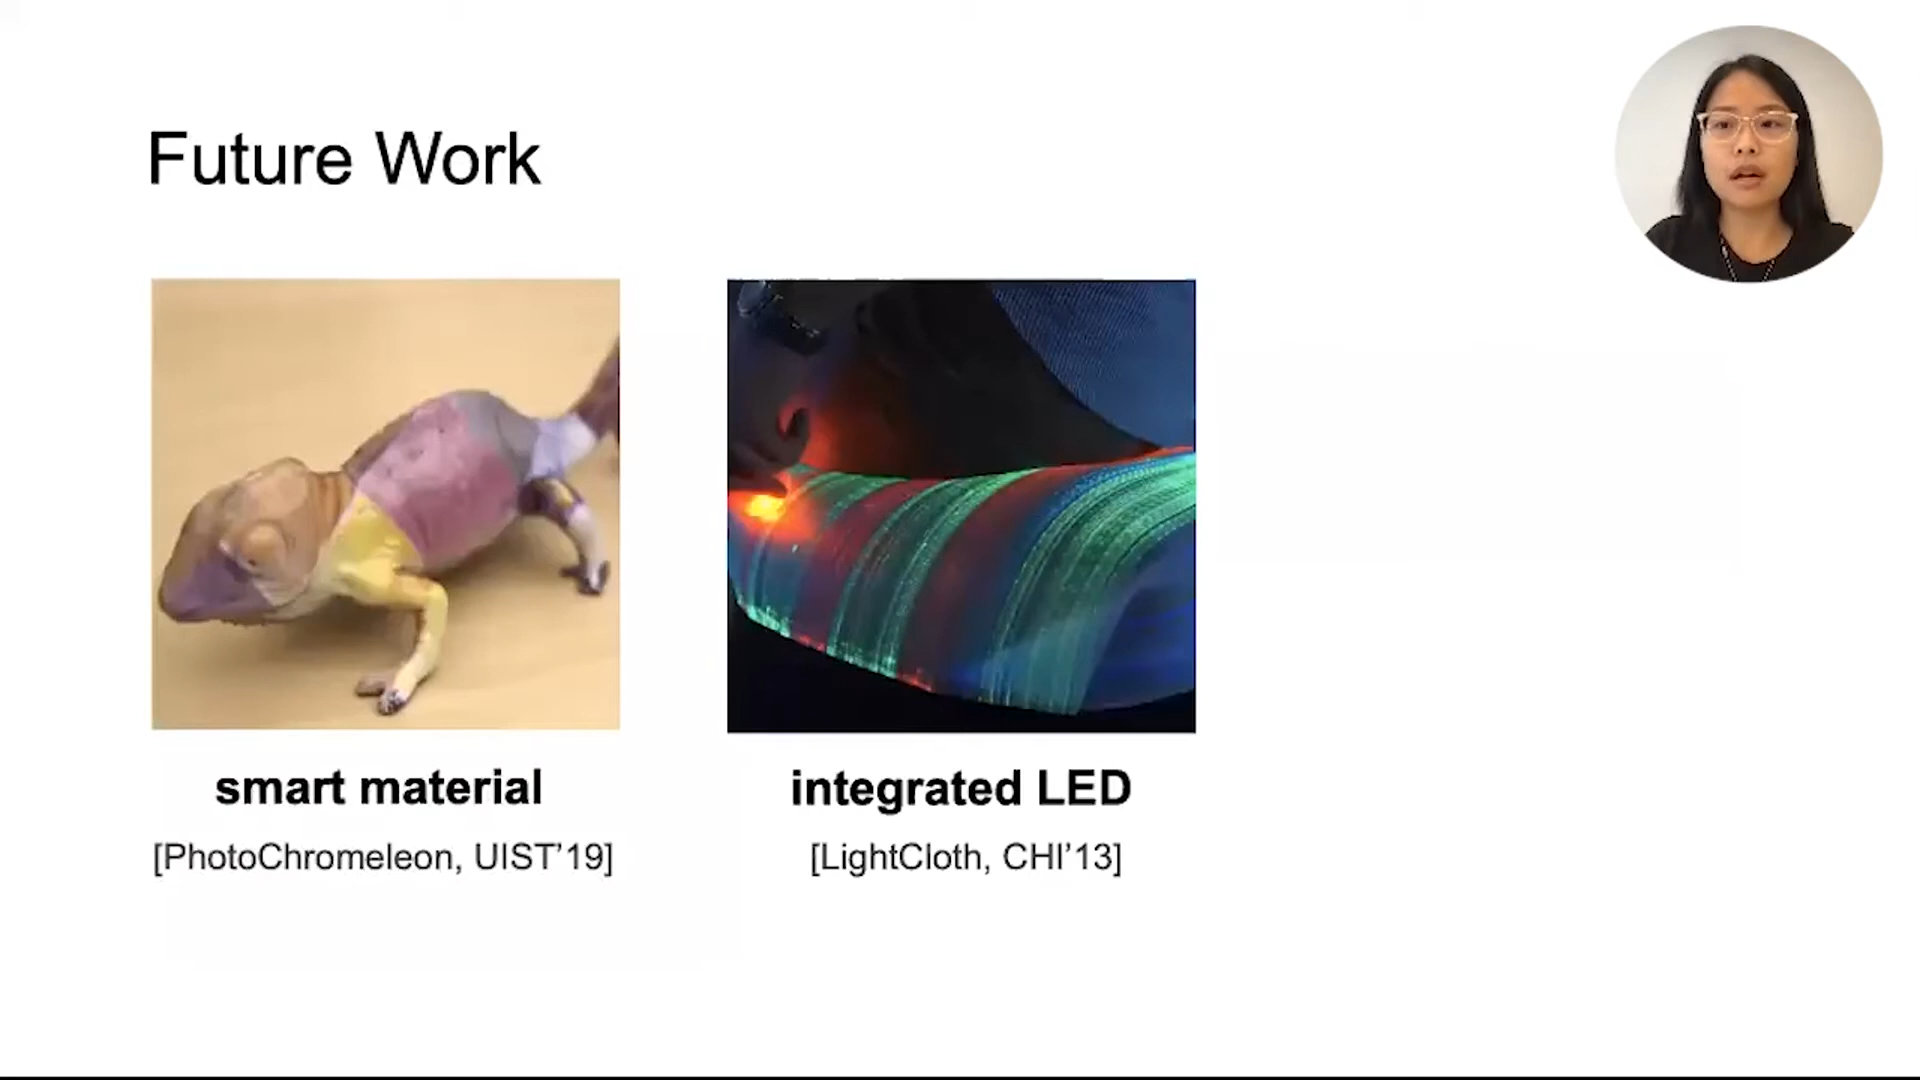 Future Work
smart material
[PhotoChromeleon, UIST’19]
integrated LED
[LightCloth, CHI’13]